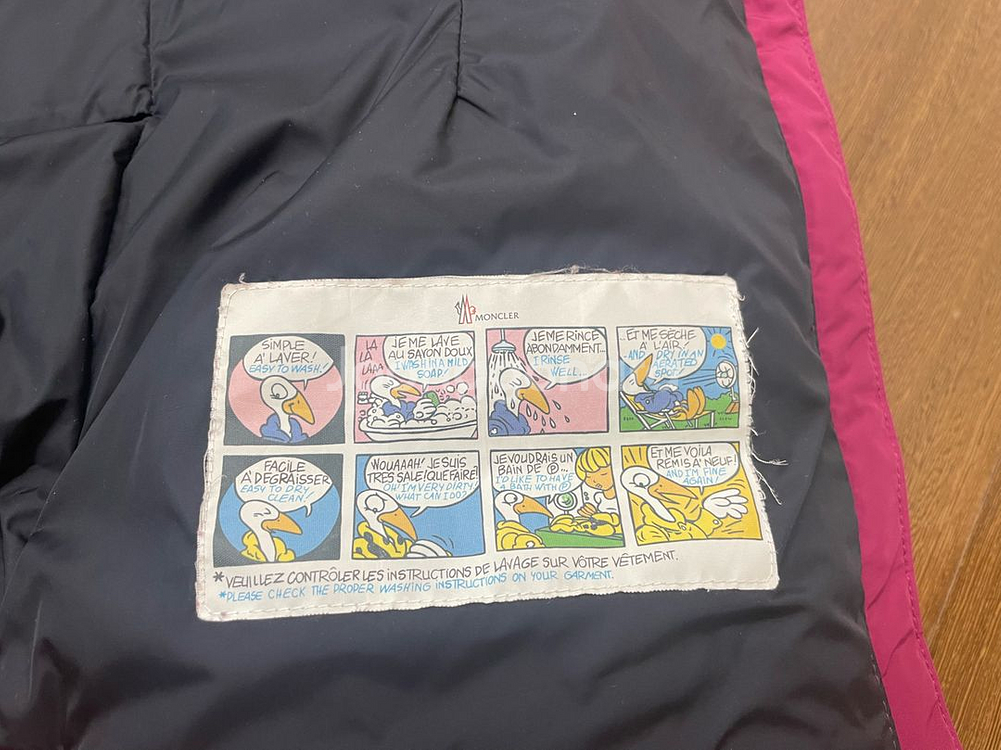 MONCLER
SIMPLE
A' LAVER!
EASY TO WASH!
LA
LA
LAAA
JE ME LAVE
AU SAVON DOUX
I WASH IN A MILD
SOAP!
JE ME RINCE
ABONDAMMENT...
I RINSE
WELL...
...ET ME SÈCHE
A' L'AIR!
AND I DRY IN AN
AERATED
SPOT!
FACILE
A' DÉGRAISSER
EASY TO DRY
CLEAN!
WOUAAAH! JE SUIS
TRES SALE! QUE FAIRE!
OH! I'M VERY DIRTY!
WHAT CAN I DO?
JE VOUDRAIS UN
BAIN DE Ⓟ...
I'D LIKE TO HAVE
A BATH WITH Ⓟ
ET ME VOILA
REMIS A' NEUF!
AND I'M FINE
AGAIN!
*VEUILLEZ CONTRÔLER LES INSTRUCTIONS DE LAVAGE SUR VÔTRE VÊTEMENT.
*PLEASE CHECK THE PROPER WASHING INSTRUCTIONS ON YOUR GARMENT.